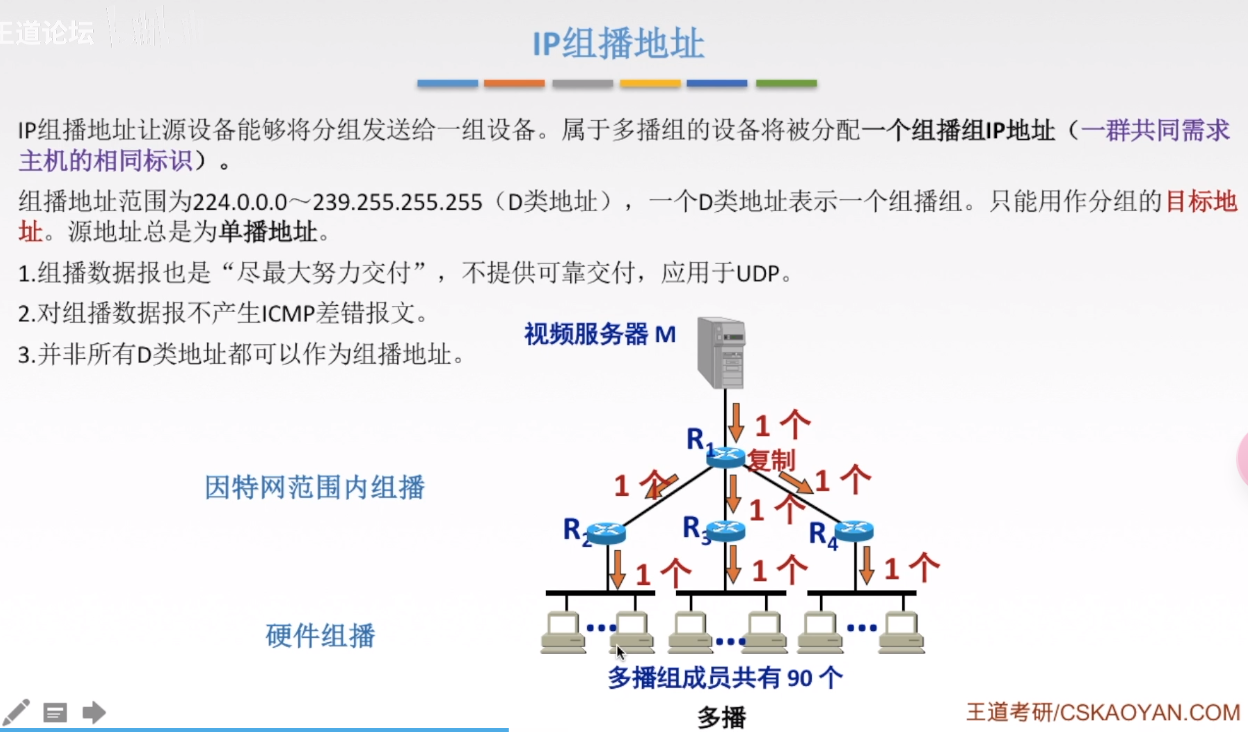 王道论坛
IP组播地址
IP组播地址让源设备能够将分组发送给一组设备。属于多播组的设备将被分配一个组播组IP地址（一群共同需求
主机的相同标识）。
组播地址范围为224.0.0.0～239.255.255.255（D类地址），一个D类地址表示一个组播组。只能用作分组的目标地
址。源地址总是为单播地址。
1.组播数据报也是“尽最大努力交付”，不提供可靠交付，应用于UDP。
2.对组播数据报不产生ICMP差错报文。
3.并非所有D类地址都可以作为组播地址。
视频服务器 M
1 个
R1
复制
1 个
1 个
1 个
因特网范围内组播
R2
R3
R4
1 个
1 个
1 个
硬件组播
多播组成员共有 90 个
多播
王道考研/CSKAOYAN.COM